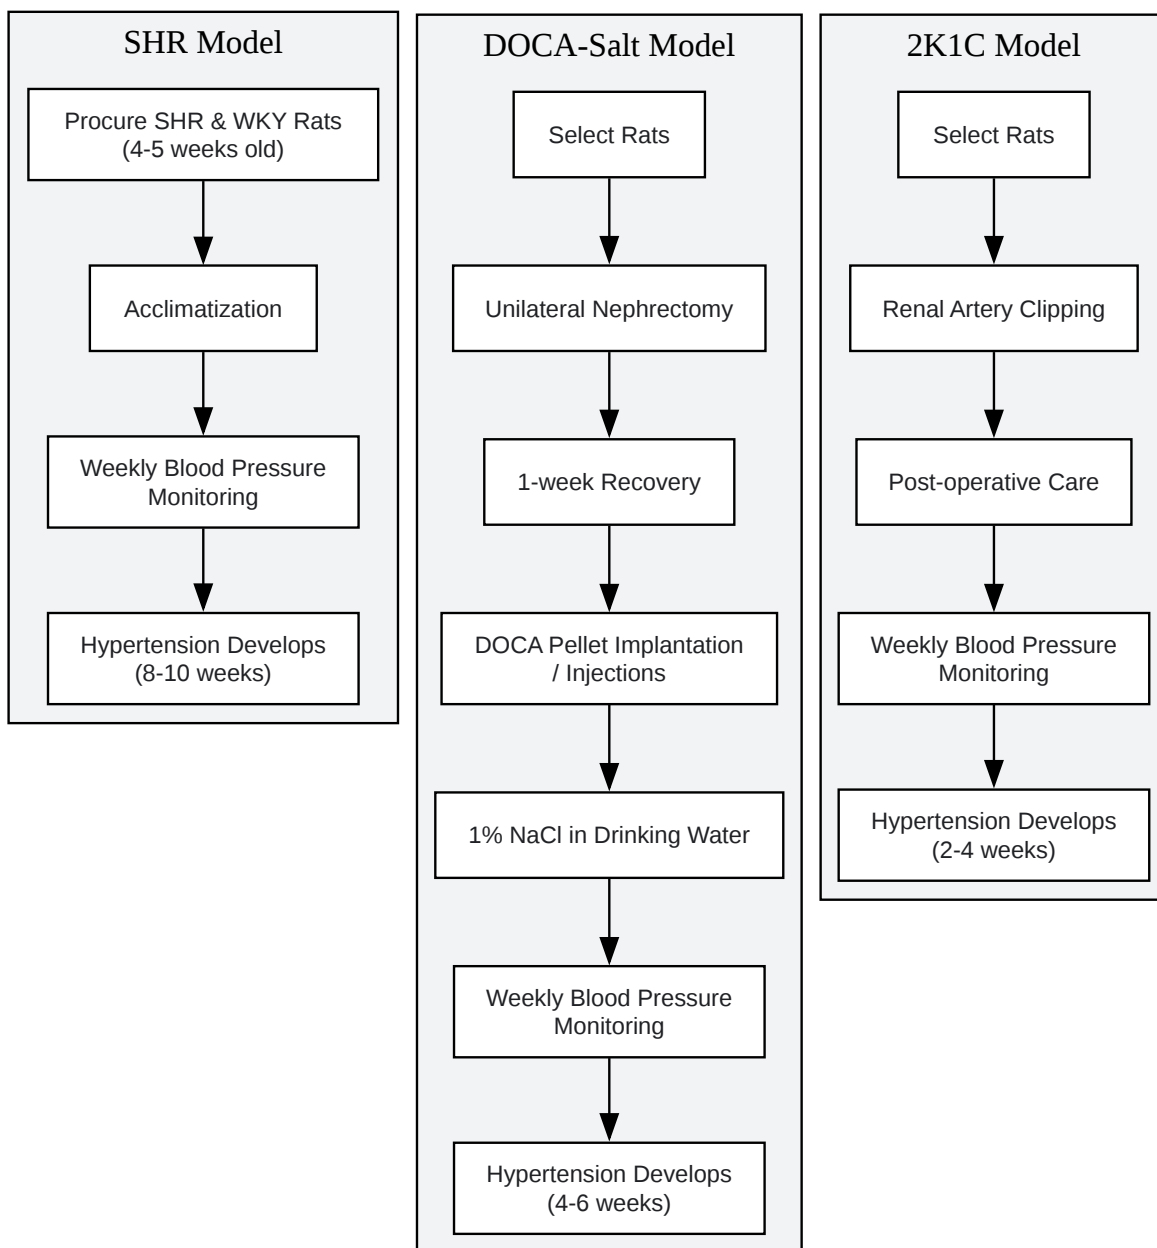 SHR Model
Procure SHR & WKY Rats
(4-5 weeks old)
Acclimatization
Weekly Blood Pressure
Monitoring
Hypertension Develops
(8-10 weeks)
DOCA-Salt Model
Select Rats
Unilateral Nephrectomy
1-week Recovery
DOCA Pellet Implantation
/ Injections
1% NaCl in Drinking Water
Weekly Blood Pressure
Monitoring
Hypertension Develops
(4-6 weeks)
2K1C Model
Select Rats
Renal Artery Clipping
Post-operative Care
Weekly Blood Pressure
Monitoring
Hypertension Develops
(2-4 weeks)